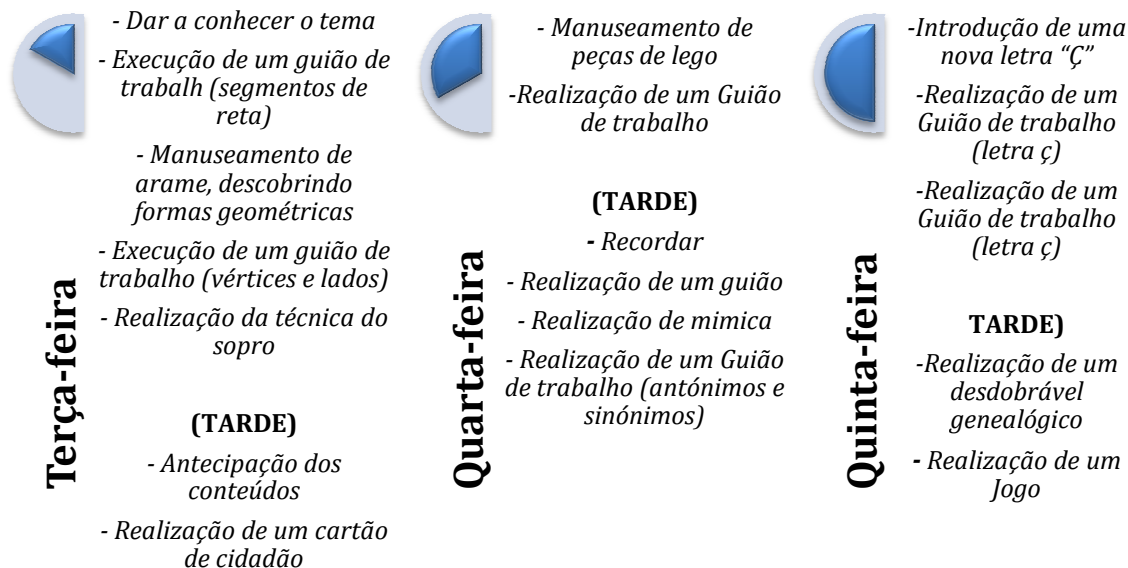 - Dar a conhecer o tema
- Execução de um guião de
trabalh (segmentos de
reta)
- Manuseamento de
arame, descobrindo
formas geométricas
- Execução de um guião de
trabalho (vértices e lados)
- Realização da técnica do
sopro
(TARDE)
- Antecipação dos
conteúdos
- Realização de um cartão
de cidadão
Terça-feira
- Manuseamento de
peças de lego
-Realização de um Guião
de trabalho
(TARDE)
- Recordar
- Realização de um guião
- Realização de mimica
- Realização de um Guião
de trabalho (antónimos e
sinónimos)
Quarta-feira
-Introdução de uma
nova letra “Ç”
-Realização de um
Guião de trabalho
(letra ç)
-Realização de um
Guião de trabalho
(letra ç)
TARDE)
-Realização de um
desdobrável
genealógico
- Realização de um
Jogo
Quinta-feira